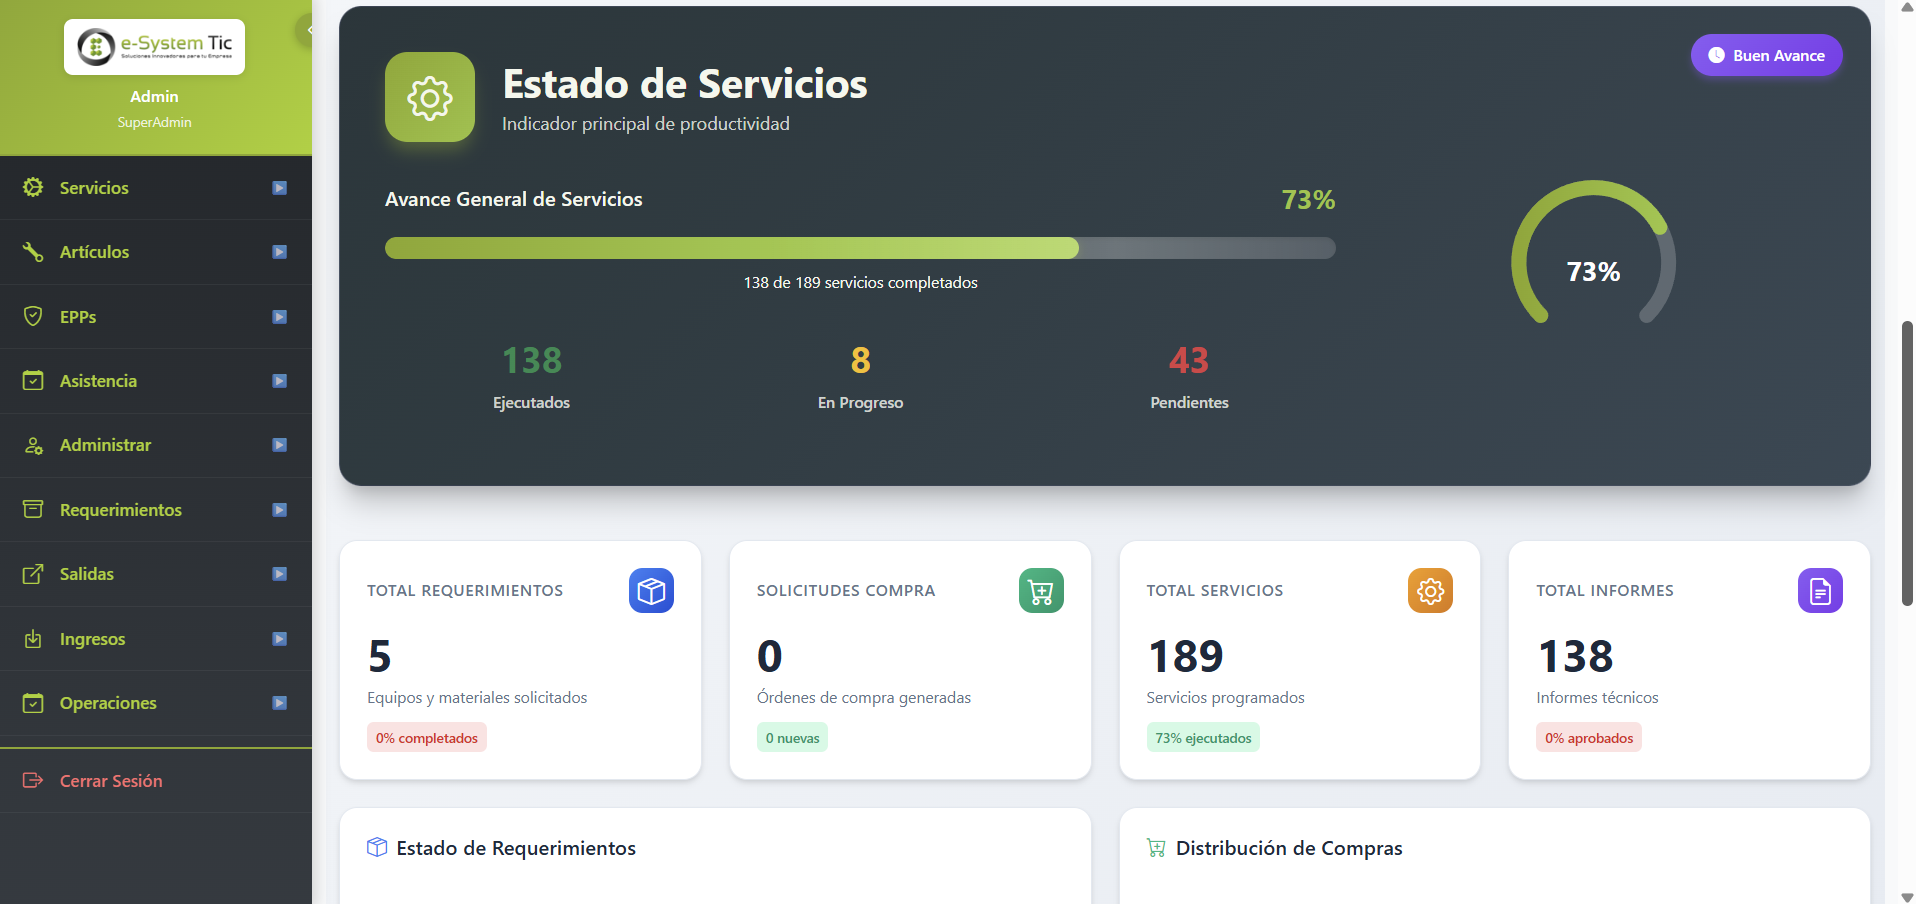 e-System Tic
Soluciones Innovadoras para tu Empresa
Admin
SuperAdmin
Servicios
Artículos
EPPs
Asistencia
Administrar
Requerimientos
Salidas
Ingresos
Operaciones
Cerrar Sesión
Estado de Servicios
Indicador principal de productividad
Buen Avance
Avance General de Servicios
73%
138 de 189 servicios completados
73%
138
Ejecutados
8
En Progreso
43
Pendientes
TOTAL REQUERIMIENTOS
5
Equipos y materiales solicitados
0% completados
SOLICITUDES COMPRA
0
Órdenes de compra generadas
0 nuevas
TOTAL SERVICIOS
189
Servicios programados
73% ejecutados
TOTAL INFORMES
138
Informes técnicos
0% aprobados
Estado de Requerimientos
Distribución de Compras